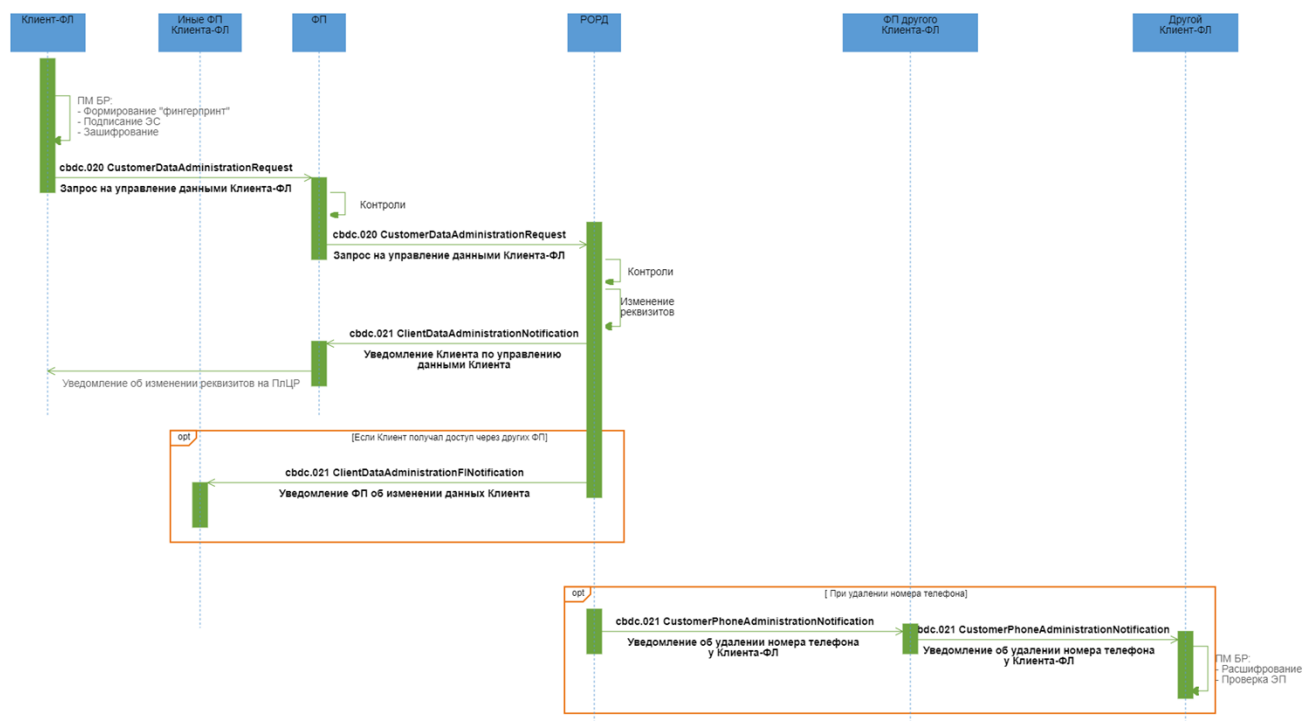 Клиент-ФЛ
Иные ФП
Клиента-ФЛ
ФП
РОРД
ФП другого
Клиента-ФЛ
Другой
Клиент-ФЛ
ПМ БР:
- Формирование "фингерпринт"
- Подписание ЭС
- Зашифрование
cbdc.020 CustomerDataAdministrationRequest
Запрос на управление данными Клиента-ФЛ
Контроли
cbdc.020 CustomerDataAdministrationRequest
Запрос на управление данными Клиента-ФЛ
Контроли
Изменение
реквизитов
cbdc.021 ClientDataAdministrationNotification
Уведомление Клиента по управлению
данными Клиента
Уведомление об изменении реквизитов на ПлЦР
opt
[Если Клиент получал доступ через других ФП]
cbdc.021 ClientDataAdministrationFINotification
Уведомление ФП об изменении данных Клиента
opt
[ При удалении номера телефона]
cbdc.021 CustomerPhoneAdministrationNotification
Уведомление об удалении номера телефона
у Клиента-ФЛ
cbdc.021 CustomerPhoneAdministrationNotification
Уведомление об удалении номера телефона
у Клиента-ФЛ
ПМ БР:
- Расшифрование
- Проверка ЭП